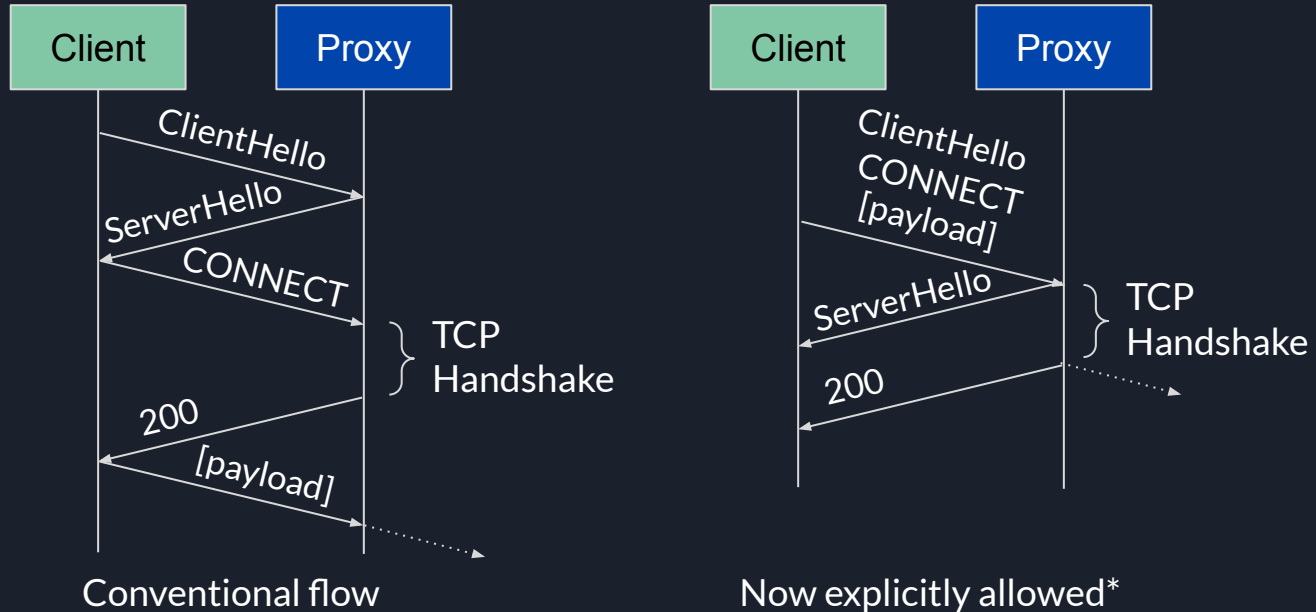 Client
Proxy
ClientHello
ServerHello
CONNECT
TCP
Handshake
200
[payload]
Conventional flow
Client
Proxy
ClientHello
CONNECT
[payload]
ServerHello
TCP
Handshake
200
Now explicitly allowed*